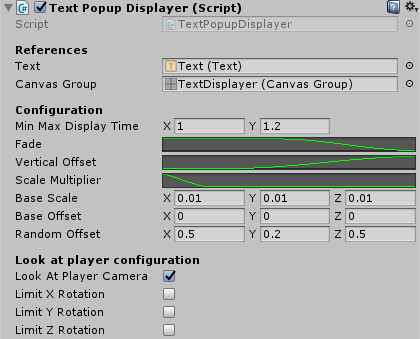 Text Popup Displayer (Script)
Script TextPopupDisplayer
References
Text Text (Text)
Canvas Group TextDisplayer (Canvas Group)
Configuration
Min Max Display Time X 1 Y 1.2
Fade
Vertical Offset
Scale Multiplier
Base Scale X 0.01 Y 0.01 Z 0.01
Base Offset X 0 Y 0 Z 0
Random Offset X 0.5 Y 0.2 Z 0.5
Look at player configuration
Look At Player Camera
Limit X Rotation
Limit Y Rotation
Limit Z Rotation